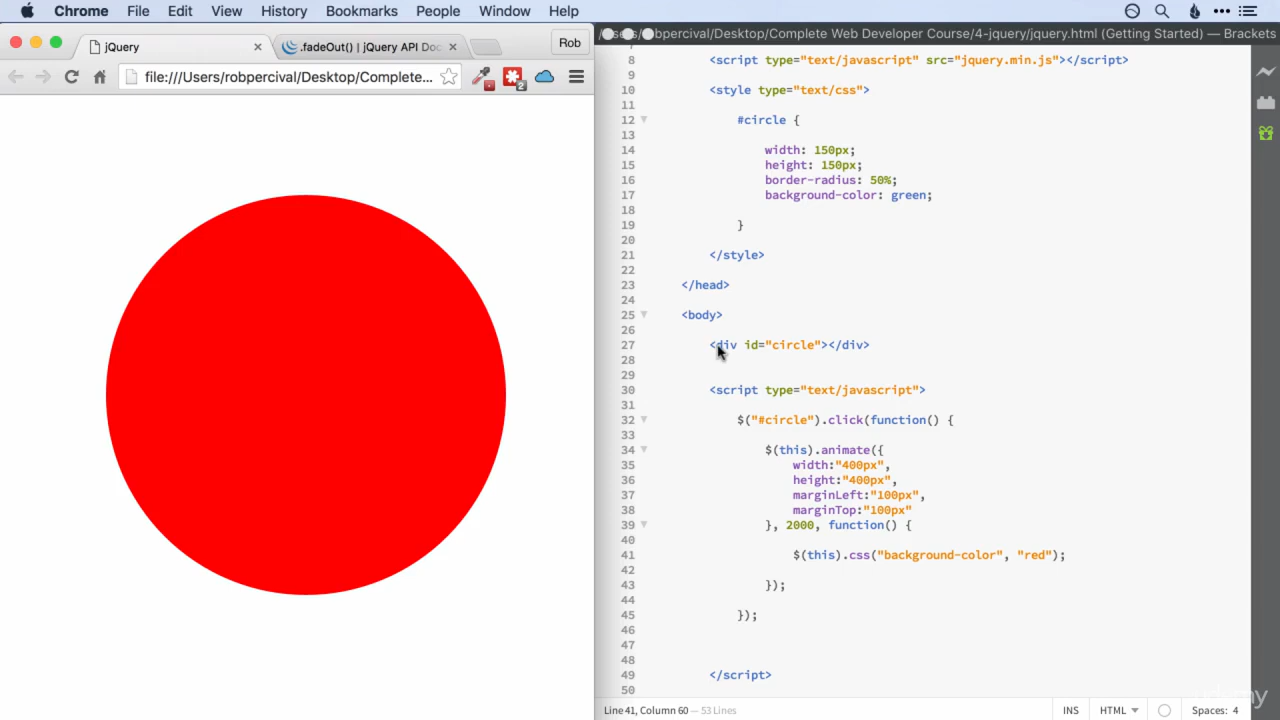 Chrome File Edit View History Bookmarks People Window Help
jQuery
.fadeOut() | jQuery API Doc
Rob
file:///Users/robpercival/Desktop/Complete...
2
/Users/robpercival/Desktop/Complete Web Developer Course/4-jquery/jquery.html (Getting Started) — Brackets
7
8 <script type="text/javascript" src="jquery.min.js"></script>
9
10 <style type="text/css">
11
12 #circle {
13
14 width: 150px;
15 height: 150px;
16 border-radius: 50%;
17 background-color: green;
18
19 }
20
21 </style>
22
23 </head>
24
25 <body>
26
27 <div id="circle"></div>
28
29
30 <script type="text/javascript">
31
32 $("#circle").click(function() {
33
34 $(this).animate({
35 width:"400px",
36 height:"400px",
37 marginLeft:"100px",
38 marginTop:"100px"
39 }, 2000, function() {
40
41 $(this).css("background-color", "red");
42
43 });
44
45 });
46
47
48
49 </script>
50
Line 41, Column 60 — 53 Lines
INS HTML Spaces: 4
udemy